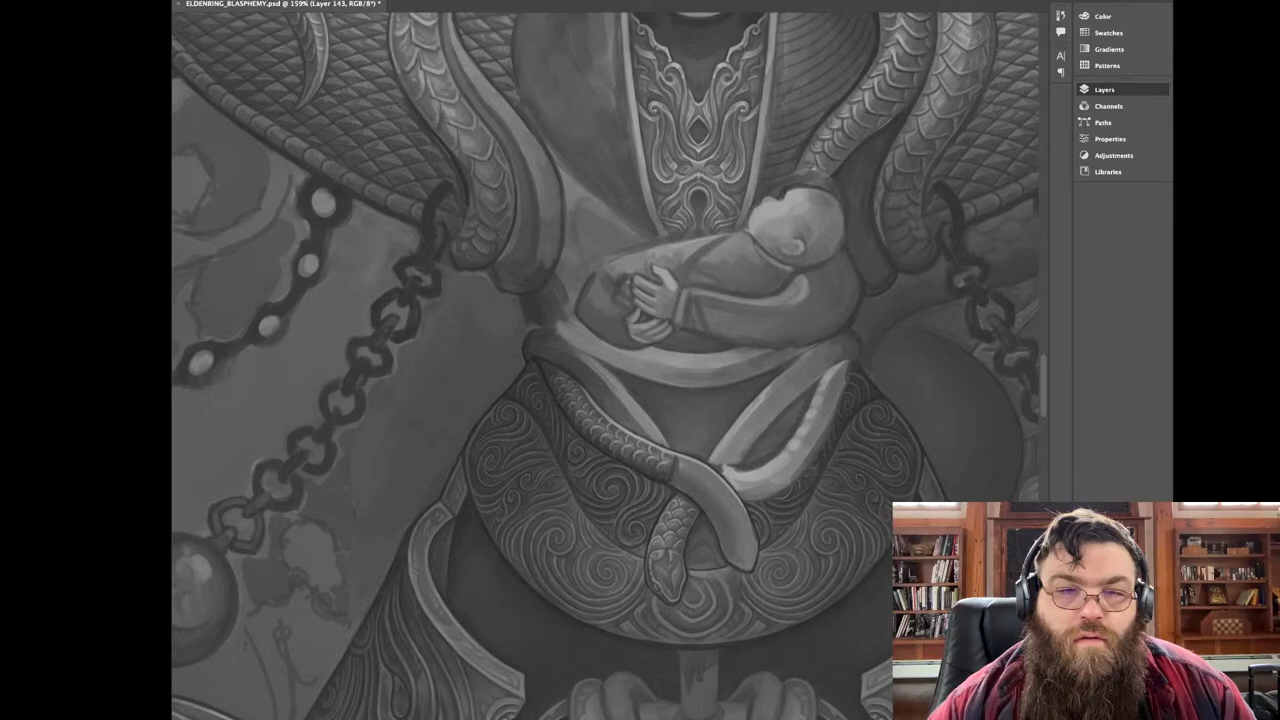 × ELDENRING_BLASPHEMY.psd @ 159% (Layer 143, RGB/8*) *
Color
Swatches
Gradients
Patterns
Layers
Channels
Paths
Properties
Adjustments
Libraries